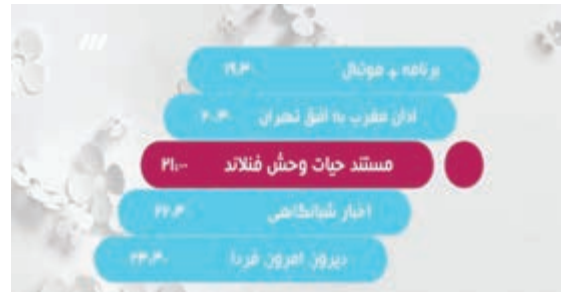 برنامه + فوتبال ۱۹:۳۰
اذان مغرب به افق تهران ۲۰:۳۰
مستند حیات وحش فنلاند ۲۱:۰۰
اخبار شبانگاهی ۲۲:۳۰
دیروز، امروز، فردا ۲۳:۳۰